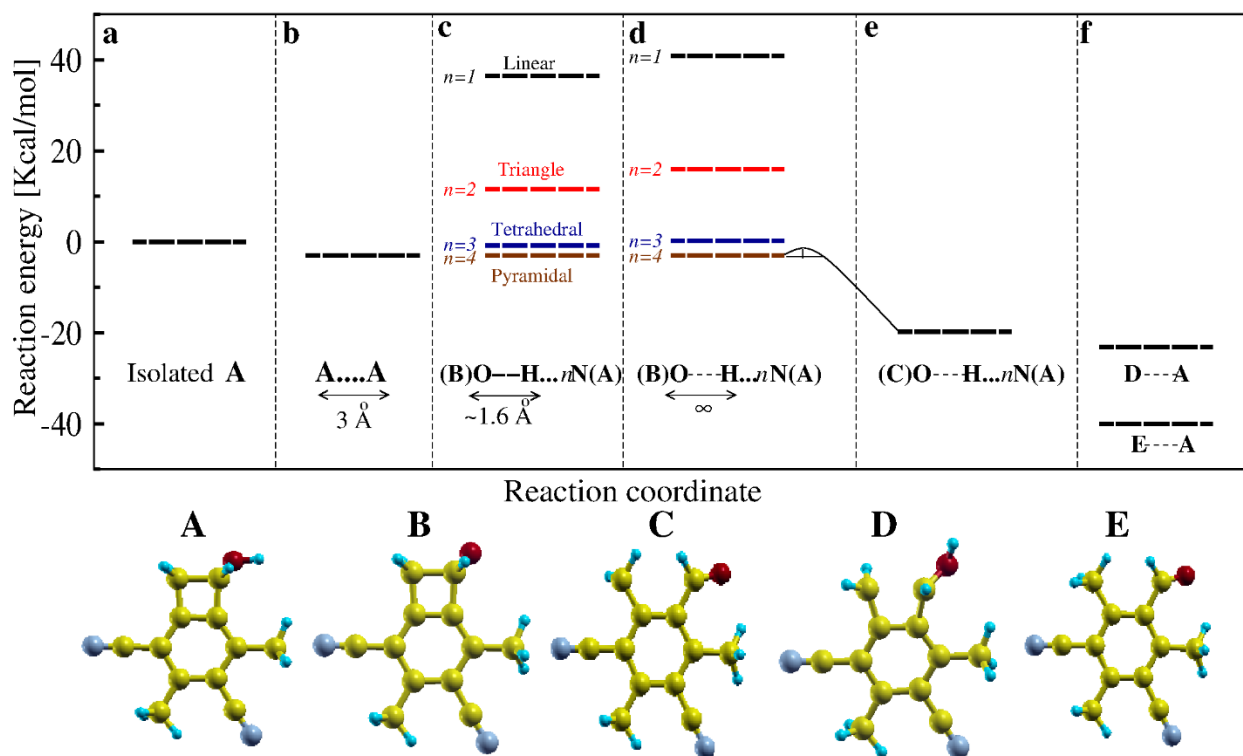 a b c d e f
Reaction energy [Kcal/mol]
40
20
0
-20
-40
n=1 Linear
n=2 Triangle
n=3 Tetrahedral
n=4 Pyramidal
n=1
n=2
n=3
n=4
Isolated A
A....A
3 Å
(B)O—H...nN(A)
~1.6 Å
(B)O----H...nN(A)
∞
(C)O---H...nN(A)
D----A
E----A
Reaction coordinate
A B C D E